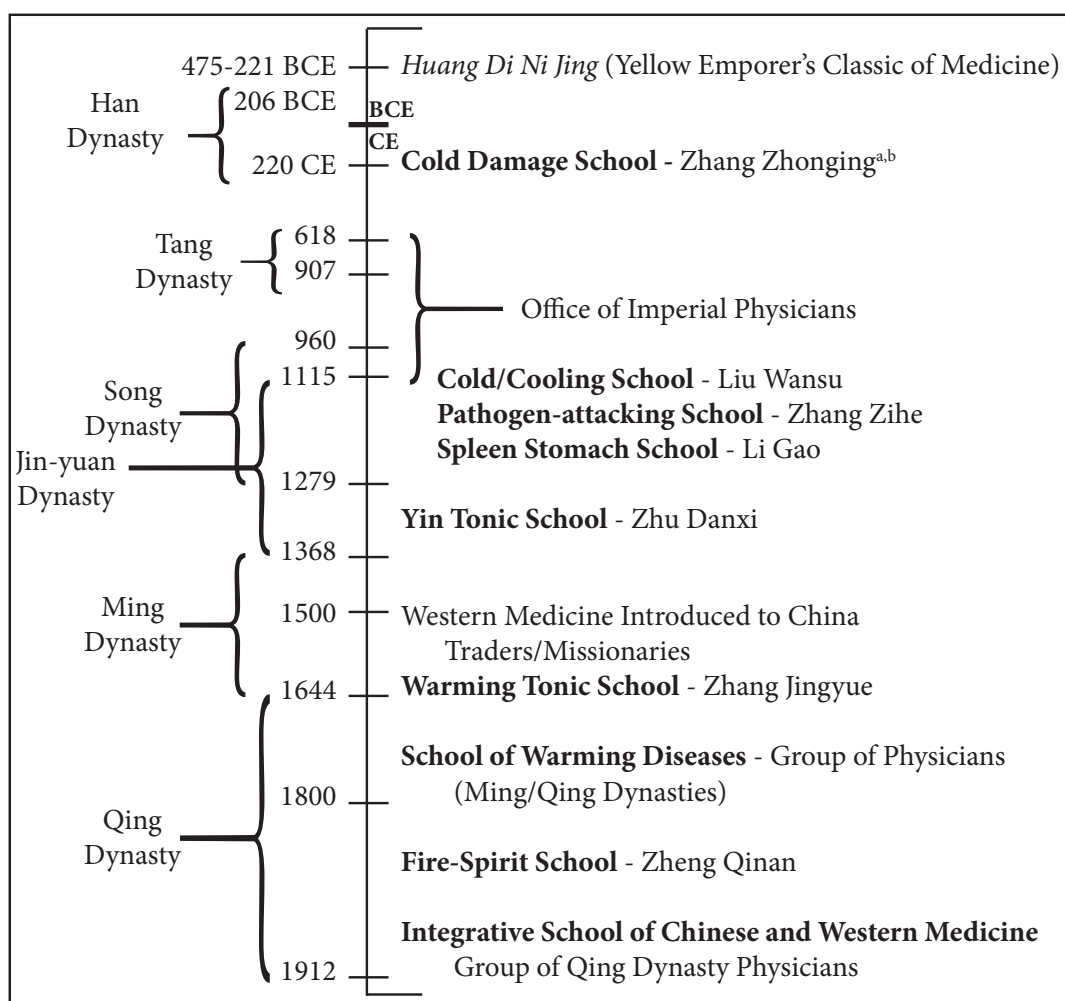 475-221 BCE Huang Di Ni Jing (Yellow Emporer's Classic of Medicine)
Han
Dynasty
206 BCE
BCE
CE
220 CE Cold Damage School - Zhang Zhonging a,b
Tang
Dynasty
618
907
Office of Imperial Physicians
960
1115
Song
Dynasty
Cold/Cooling School - Liu Wansu
Pathogen-attacking School - Zhang Zihe
Spleen Stomach School - Li Gao
Jin-yuan
Dynasty
1279
Yin Tonic School - Zhu Danxi
1368
Ming
Dynasty
1500
Western Medicine Introduced to China
Traders/Missionaries
1644 Warming Tonic School - Zhang Jingyue
School of Warming Diseases - Group of Physicians
(Ming/Qing Dynasties)
1800
Qing
Dynasty
Fire-Spirit School - Zheng Qinan
Integrative School of Chinese and Western Medicine
Group of Qing Dynasty Physicians
1912